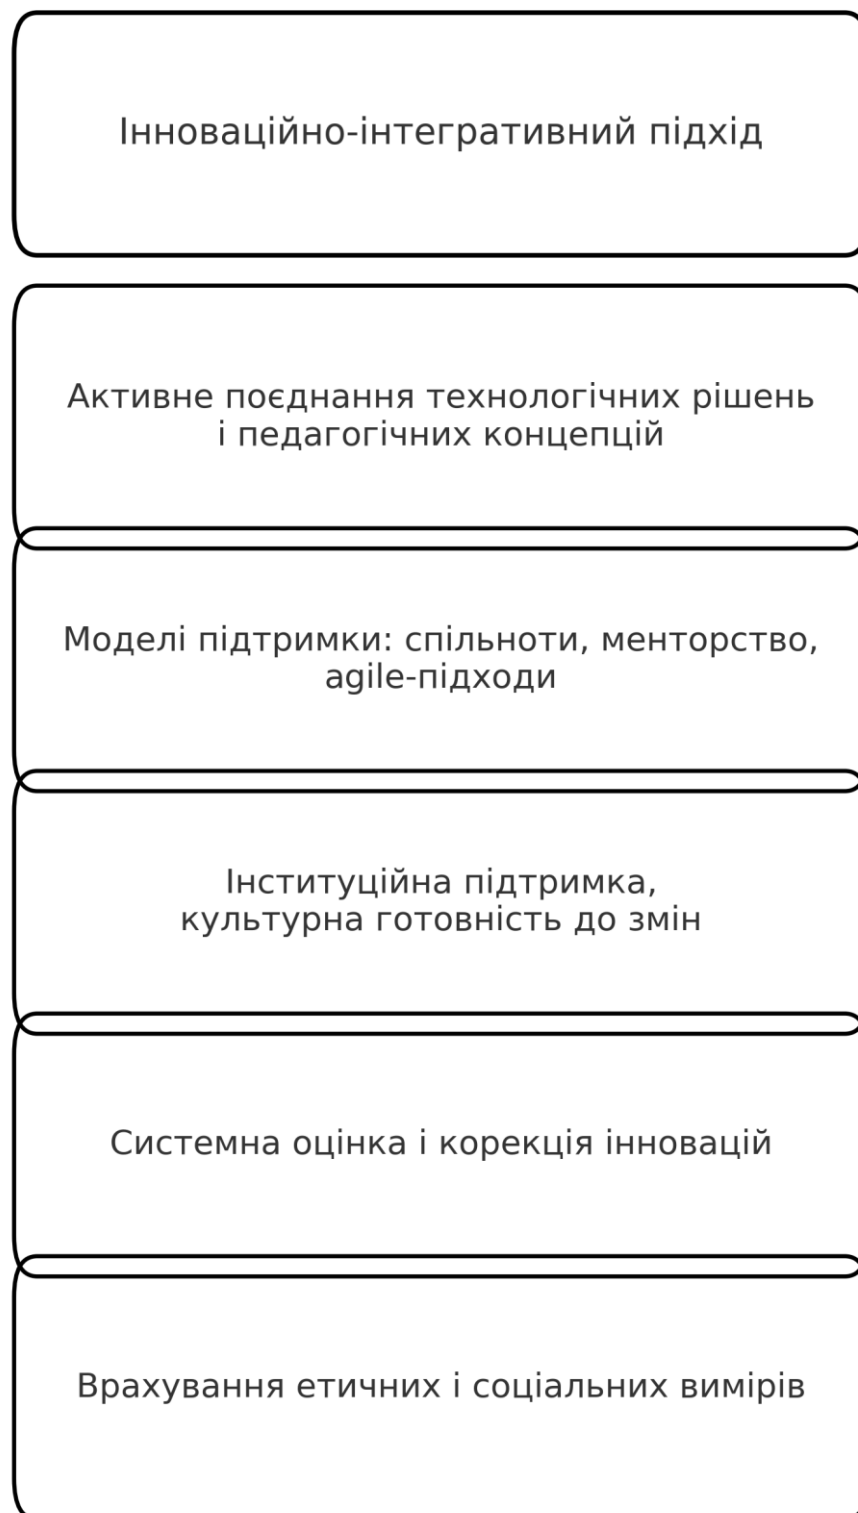 Інноваційно-інтегративний підхід
Активне поєднання технологічних рішень
і педагогічних концепцій
Моделі підтримки: спільноти, менторство,
agile-підходи
Інституційна підтримка,
культурна готовність до змін
Системна оцінка і корекція інновацій
Врахування етичних і соціальних вимірів